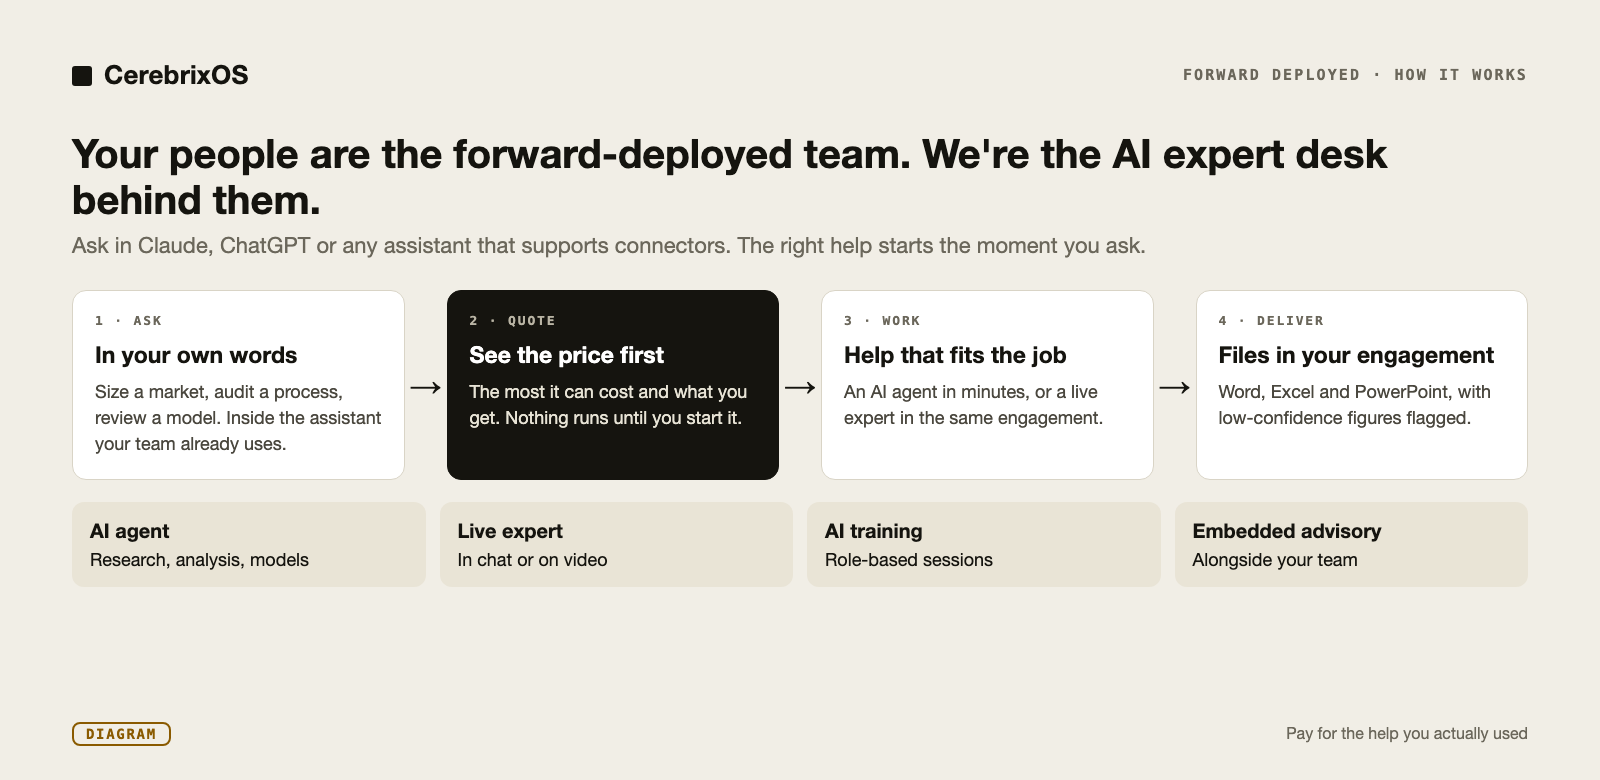 CerebrixOS
FORWARD DEPLOYED · HOW IT WORKS
Your people are the forward-deployed team. We're the AI expert desk
behind them.
Ask in Claude, ChatGPT or any assistant that supports connectors. The right help starts the moment you ask.
1 · ASK
In your own words
Size a market, audit a process,
review a model. Inside the assistant
your team already uses.
→
2 · QUOTE
See the price first
The most it can cost and what you
get. Nothing runs until you start it.
→
3 · WORK
Help that fits the job
An AI agent in minutes, or a live
expert in the same engagement.
→
4 · DELIVER
Files in your engagement
Word, Excel and PowerPoint, with
low-confidence figures flagged.
AI agent
Research, analysis, models
Live expert
In chat or on video
AI training
Role-based sessions
Embedded advisory
Alongside your team
DIAGRAM
Pay for the help you actually used